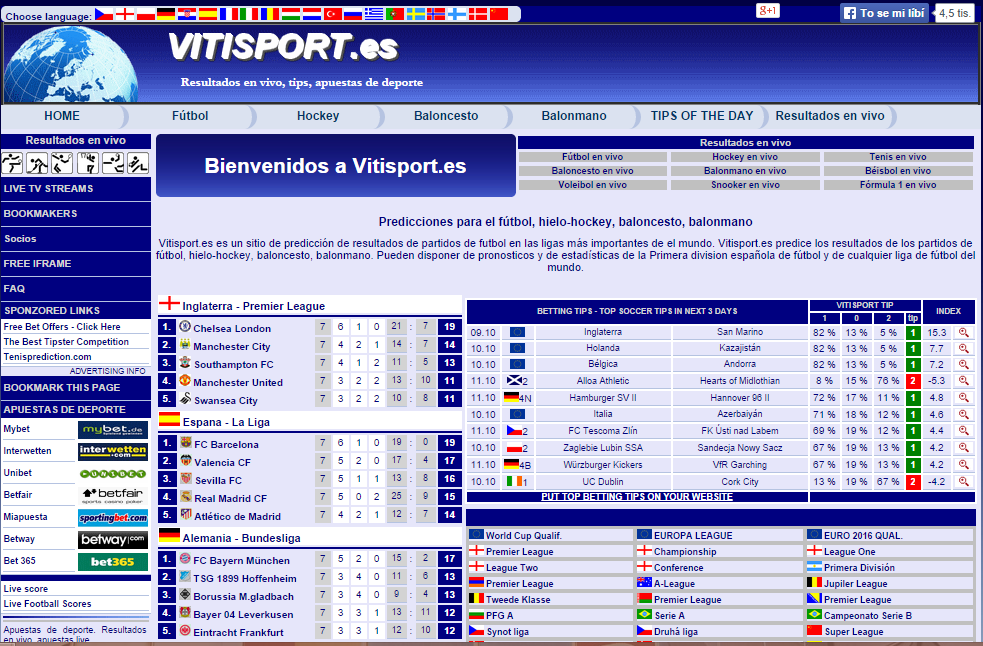 Choose language:
g+1
To se mi líbí 4,5 tis.
VITISPORT.es
Resultados en vivo, tips, apuestas de deporte
HOME Fútbol Hockey Baloncesto Balonmano TIPS OF THE DAY Resultados en vivo
Resultados en vivo
LIVE TV STREAMS
BOOKMAKERS
Socios
FREE IFRAME
FAQ
SPONZORED LINKS
Free Bet Offers - Click Here
The Best Tipster Competition
Tenisprediction.com
ADVERTISING INFO
BOOKMARK THIS PAGE
APUESTAS DE DEPORTE
Mybet mybet.de
Interwetten interwetten.com
Unibet UNIBET
Betfair betfair
Miapuesta sportingbet.com
Betway betway.com
Bet 365 bet365
Live score
Live Football Scores
Apuestas de deporte. Resultados
en vivo, apuestas live
Bienvenidos a Vitisport.es
Resultados en vivo
Fútbol en vivo Hockey en vivo Tenis en vivo
Baloncesto en vivo Balonmano en vivo Béisbol en vivo
Voleibol en vivo Snooker en vivo Fórmula 1 en vivo
Predicciones para el fútbol, hielo-hockey, baloncesto, balonmano
Vitisport.es es un sitio de predicción de resultados de partidos de futbol en las ligas más importantes de el mundo. Vitisport.es predice los resultados de los partidos de
fútbol, hielo-hockey, baloncesto, balonmano. Pueden disponer de pronosticos y de estadísticas de la Primera division española de fútbol y de cualquier liga de fútbol del
mundo.
Inglaterra - Premier League
1. Chelsea London 7 6 1 0 21 : 7 19
2. Manchester City 7 4 2 1 14 : 7 14
3. Southampton FC 7 4 1 2 11 : 5 13
4. Manchester United 7 3 2 2 13 : 10 11
5. Swansea City 7 3 2 2 10 : 8 11
Espana - La Liga
1. FC Barcelona 7 6 1 0 19 : 0 19
2. Valencia CF 7 5 2 0 17 : 4 17
3. Sevilla FC 7 5 1 1 13 : 8 16
4. Real Madrid CF 7 5 0 2 25 : 9 15
5. Atlético de Madrid 7 4 2 1 12 : 7 14
Alemania - Bundesliga
1. FC Bayern München 7 5 2 0 15 : 2 17
2. TSG 1899 Hoffenheim 7 3 4 0 11 : 6 13
3. Borussia M.gladbach 7 3 4 0 9 : 4 13
4. Bayer 04 Leverkusen 7 3 3 1 13 : 11 12
5. Eintracht Frankfurt 7 3 3 1 12 : 10 12
BETTING TIPS - TOP SOCCER TIPS IN NEXT 3 DAYS VITISPORT TIP INDEX
1 0 2 tip
09.10 Inglaterra San Marino 82 % 13 % 5 % 1 15.3
10.10 Holanda Kazajistán 82 % 13 % 5 % 1 7.7
10.10 Bélgica Andorra 82 % 13 % 5 % 1 7.2
11.10 2 Alloa Athletic Hearts of Midlothian 8 % 15 % 76 % 2 -5.3
11.10 4N Hamburger SV II Hannover 96 II 72 % 17 % 11 % 1 4.8
10.10 Italia Azerbaiyán 71 % 18 % 12 % 1 4.6
11.10 2 FC Tescoma Zlín FK Ústí nad Labem 69 % 19 % 12 % 1 4.4
11.10 2 Zaglebie Lubin SSA Sandecja Nowy Sacz 67 % 19 % 13 % 1 4.2
11.10 4B Würzburger Kickers VfR Garching 67 % 19 % 13 % 1 4.2
10.10 1 UC Dublin Cork City 13 % 19 % 67 % 2 -4.2
PUT TOP BETTING TIPS ON YOUR WEBSITE
World Cup Qualif. EUROPA LEAGUE EURO 2016 QUAL.
Premier League Championship League One
League Two Conference Primera División
Premier League A-League Jupiler League
Tweede Klasse Premier League Premier League
PFG A Serie A Campeonato Serie B
Synot liga Druhá liga Super League